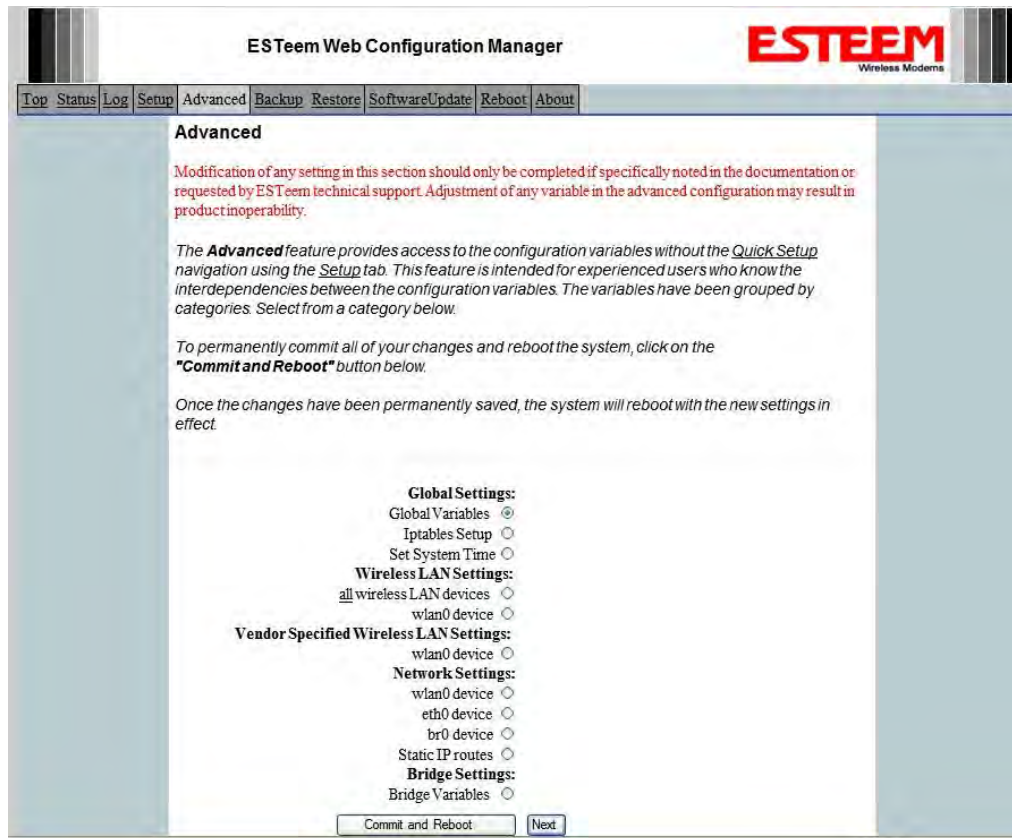 ESTeem Web Configuration Manager
ESTEEM
Wireless Modems
Top Status Log Setup Advanced Backup Restore SoftwareUpdate Reboot About
Advanced
Modification of any setting in this section should only be completed if specifically noted in the documentation or
requested by ESTeem technical support. Adjustment of any variable in the advanced configuration may result in
product inoperability.
The Advanced feature provides access to the configuration variables without the Quick Setup
navigation using the Setup tab. This feature is intended for experienced users who know the
interdependencies between the configuration variables. The variables have been grouped by
categories. Select from a category below.
To permanently commit all of your changes and reboot the system, click on the
"Commit and Reboot" button below.
Once the changes have been permanently saved, the system will reboot with the new settings in
effect.
Global Settings:
Global Variables
Iptables Setup
Set System Time
Wireless LAN Settings:
all wireless LAN devices
wlan0 device
Vendor Specified Wireless LAN Settings:
wlan0 device
Network Settings:
wlan0 device
eth0 device
br0 device
Static IP routes
Bridge Settings:
Bridge Variables
Commit and Reboot Next